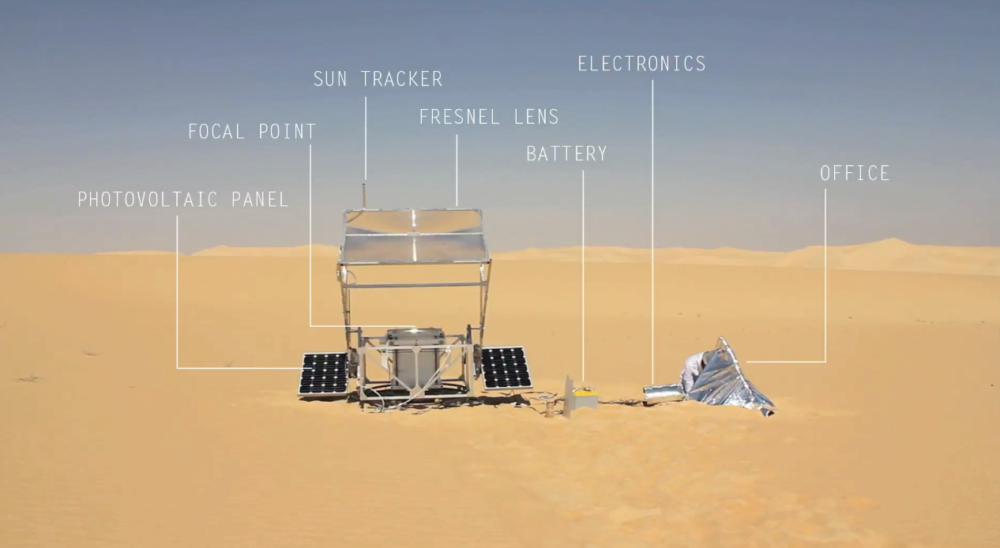 ELECTRONICS
SUN TRACKER
FRESNEL LENS
FOCAL POINT
BATTERY
OFFICE
PHOTOVOLTAIC PANEL